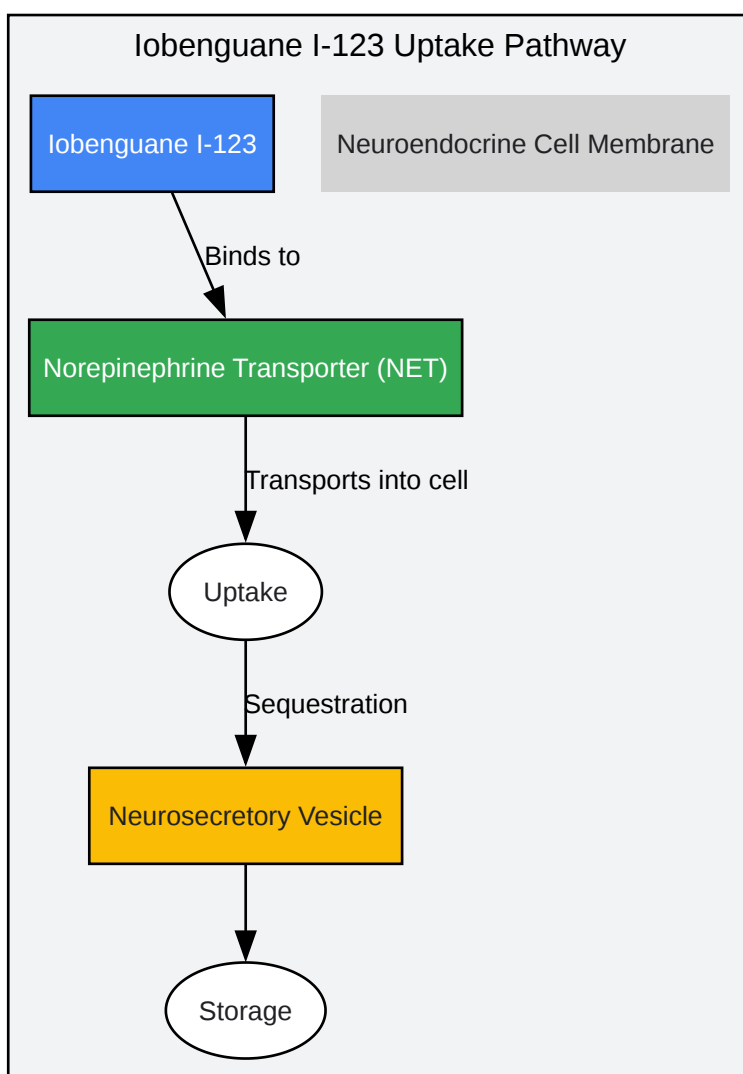 Iobenguane I-123 Uptake Pathway
Iobenguane I-123
Neuroendocrine Cell Membrane
Binds to
Norepinephrine Transporter (NET)
Transports into cell
Uptake
Sequestration
Neurosecretory Vesicle
Storage